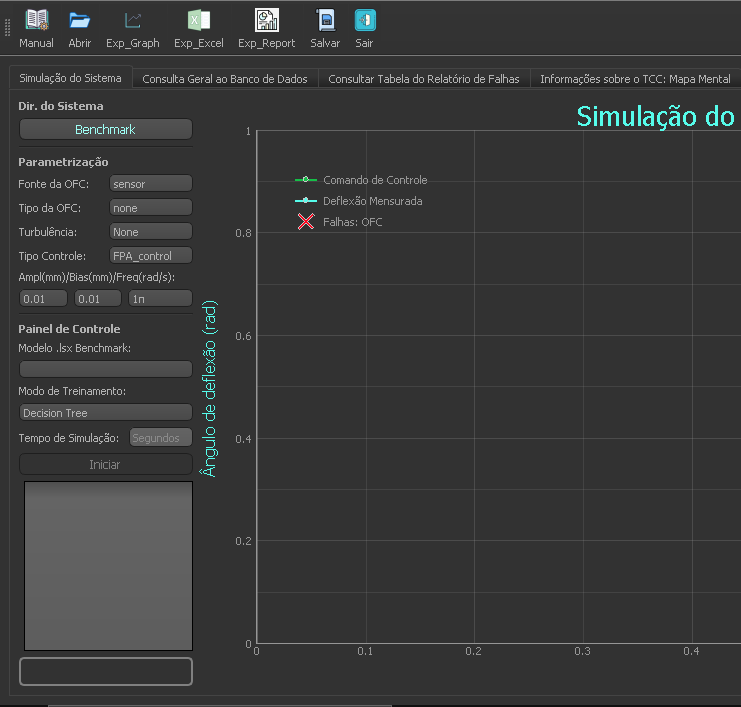 Manual Abrir Exp_Graph Exp_Excel Exp_Report Salvar Sair
Simulação do Sistema Consulta Geral ao Banco de Dados Consultar Tabela do Relatório de Falhas Informações sobre o TCC: Mapa Mental
Dir. do Sistema
Benchmark
Parametrização
Fonte da OFC: sensor
Tipo da OFC: none
Turbulência: None
Tipo Controle: FPA_control
Ampl(mm)/Bias(mm)/Freq(rad/s):
0.01 0.01 1n
Painel de Controle
Modelo .lsx Benchmark:
Modo de Treinamento:
Decision Tree
Tempo de Simulação: Segundos
Iniciar
Simulação do
Comando de Controle
Deflexão Mensurada
Falhas: OFC
Ângulo de deflexão (rad)
1
0.8
0.6
0.4
0.2
0
0 0.1 0.2 0.3 0.4